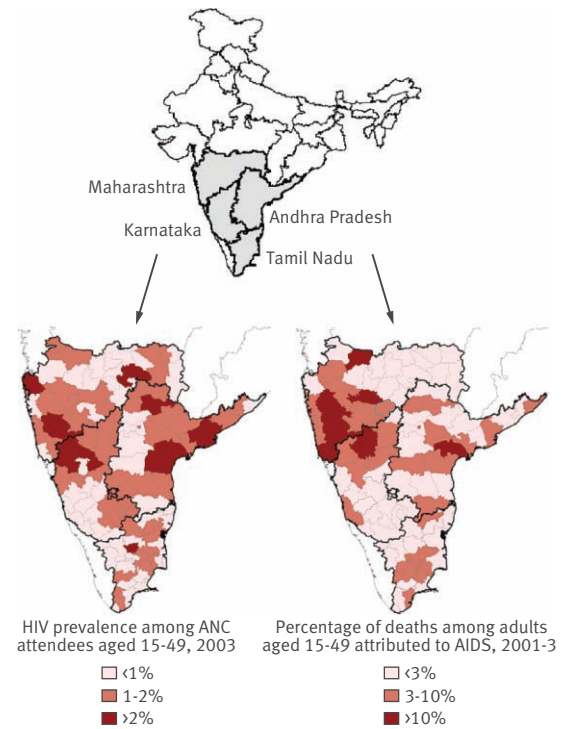 Maharashtra
Karnataka
Andhra Pradesh
Tamil Nadu
HIV prevalence among ANC
attendees aged 15-49, 2003
<1%
1-2%
>2%
Percentage of deaths among adults
aged 15-49 attributed to AIDS, 2001-3
<3%
3-10%
>10%